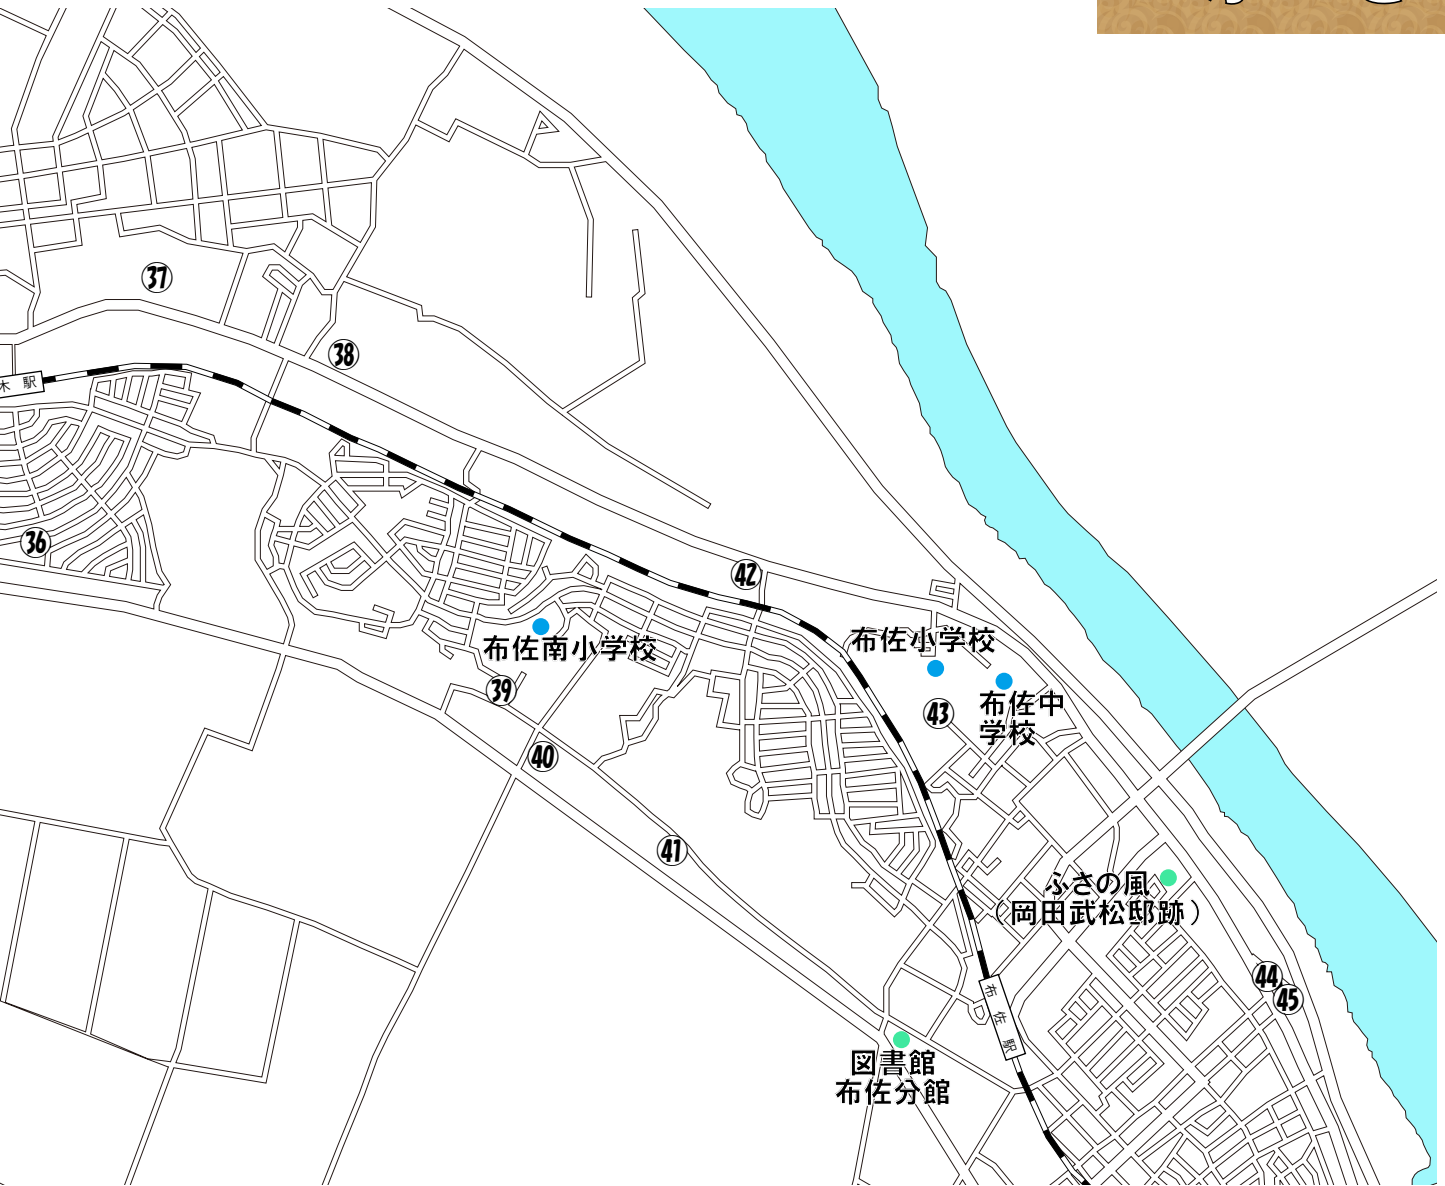 37
38
木駅
36
42
布佐南小学校
布佐小学校
39
43
布佐中
学校
40
41
ふさの風
（岡田武松邸跡）
44
45
布佐駅
図書館
布佐分館